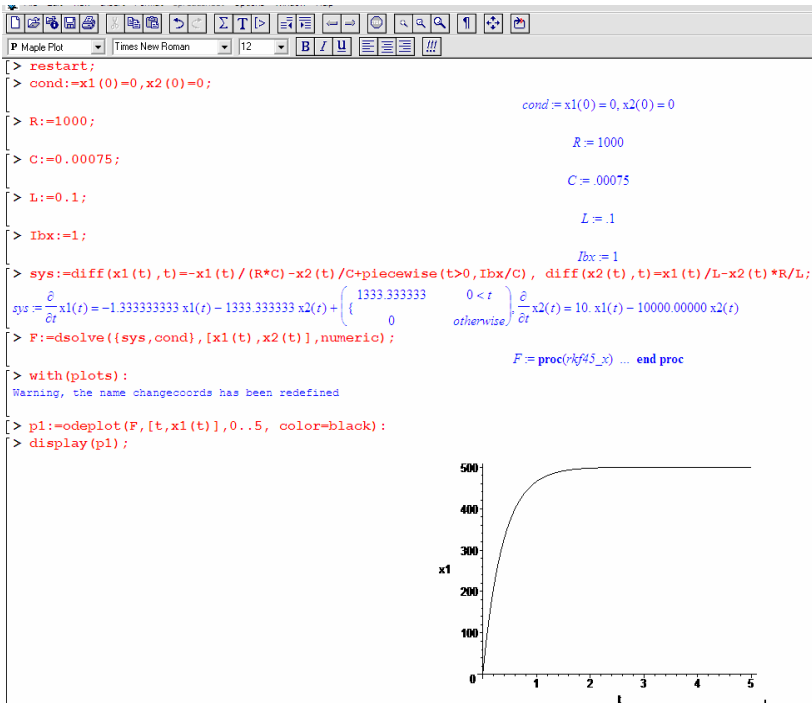 P Maple Plot Times New Roman 12 B I U !!!
[> restart;
[> cond:=x1(0)=0,x2(0)=0;
cond := x1(0) = 0, x2(0) = 0
[> R:=1000;
R := 1000
[> C:=0.00075;
C := .00075
[> L:=0.1;
L := .1
[> Ibx:=1;
Ibx := 1
[> sys:=diff(x1(t),t)=-x1(t)/(R*C)-x2(t)/C+piecewise(t>0,Ibx/C), diff(x2(t),t)=x1(t)/L-x2(t)*R/L;
sys := ∂/∂t x1(t) = -1.333333333 x1(t) - 1333.333333 x2(t) + ({ 1333.333333 0 < t
0 otherwise), ∂/∂t x2(t) = 10. x1(t) - 10000.00000 x2(t)
[> F:=dsolve({sys,cond},[x1(t),x2(t)],numeric);
F := proc(rkf45_x) ... end proc
[> with(plots):
Warning, the name changecoords has been redefined
[> p1:=odeplot(F,[t,x1(t)],0..5, color=black):
[> display(p1);
500
400
300
x1
200
100
0
1 2 3 4 5
t